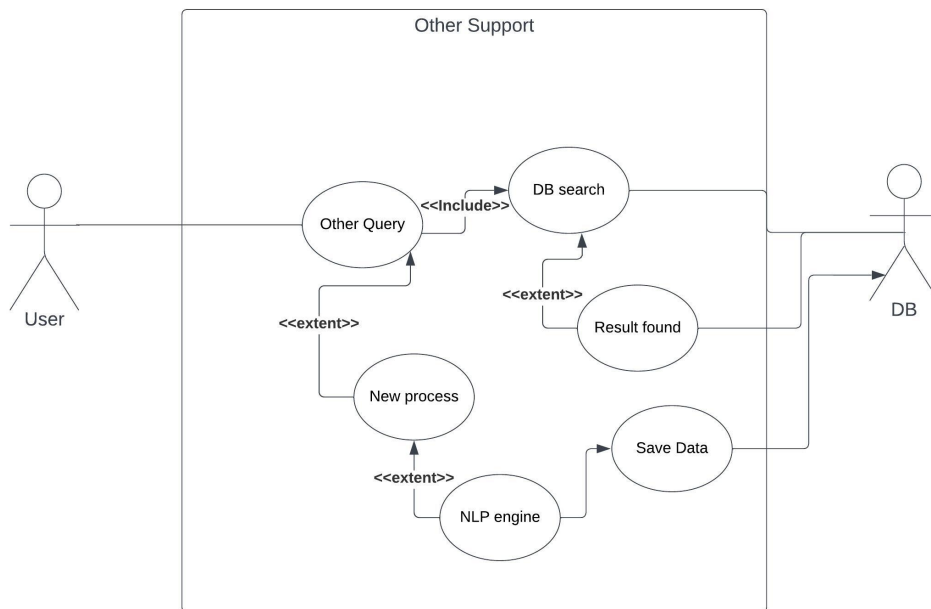 Other Support
DB search
<<Include>>
Other Query
<<extent>>
User
DB
Result found
<<extent>>
New process
Save Data
<<extent>>
NLP engine